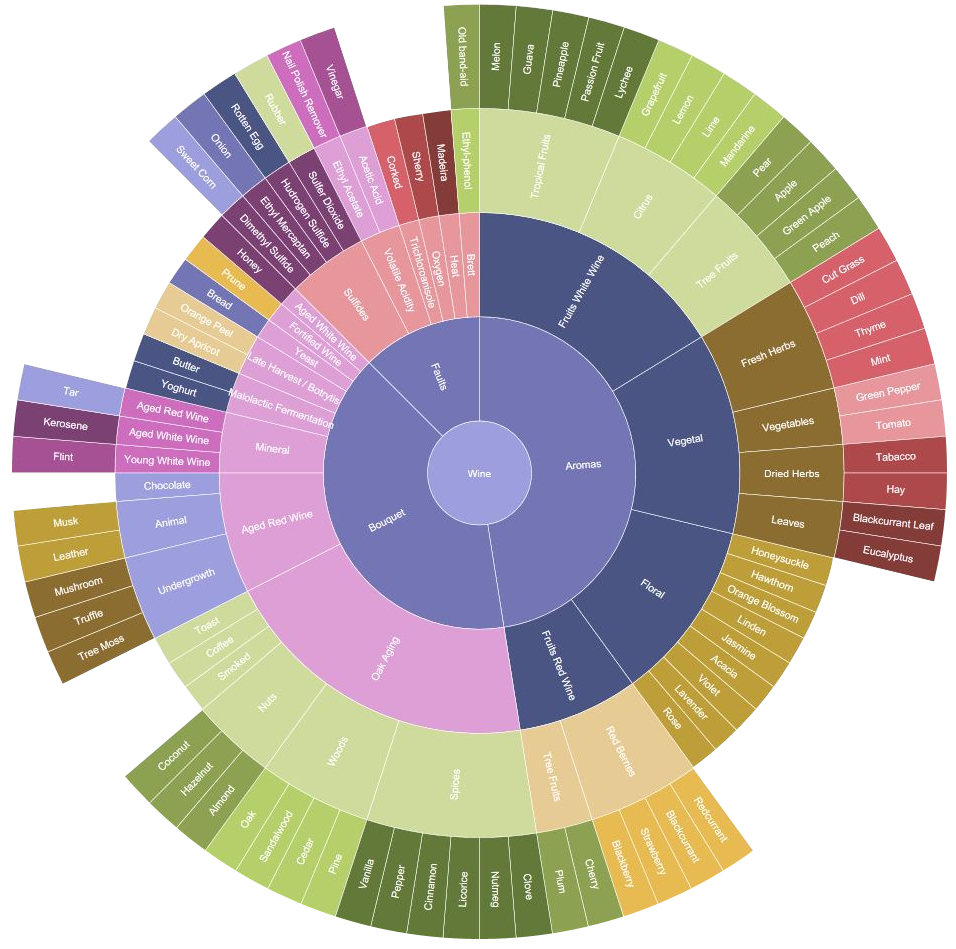 Wine
Aromas
Fruits White Wine
Tropical Fruits
Melon
Guava
Pineapple
Passion Fruit
Lychee
Citrus
Grapefruit
Lemon
Lime
Mandarine
Tree Fruits
Pear
Apple
Green Apple
Peach
Vegetal
Fresh Herbs
Cut Grass
Dill
Thyme
Mint
Vegetables
Green Pepper
Tomato
Dried Herbs
Tabacco
Hay
Leaves
Blackcurrant Leaf
Eucalyptus
Floral
Honeysuckle
Hawthorn
Orange Blossom
Linden
Jasmine
Acacia
Violet
Lavender
Rose
Fruits Red Wine
Red Berries
Redcurrant
Blackcurrant
Strawberry
Blackberry
Tree Fruits
Cherry
Plum
Bouquet
Oak Aging
Spices
Clove
Nutmeg
Licorice
Cinnamon
Pepper
Vanilla
Woods
Pine
Cedar
Sandalwood
Oak
Nuts
Almond
Hazelnut
Coconut
Smoked
Coffee
Toast
Aged Red Wine
Undergrowth
Tree Moss
Truffle
Mushroom
Animal
Leather
Musk
Chocolate
Mineral
Young White Wine
Flint
Aged White Wine
Kerosene
Aged Red Wine
Tar
Malolactic Fermentation
Yoghurt
Butter
Late Harvest / Botrytis
Dry Apricot
Orange Peel
Yeast
Bread
Fortified Wine
Prune
Aged White Wine
Honey
Faults
Sulfides
Dimethyl Sulfide
Sweet Corn
Ethyl Mercaptan
Onion
Hudrogen Sulfide
Rotten Egg
Sulfer Dioxide
Rubber
Volatile Acidity
Ethyl Acetate
Nail Polish Remover
Acetic Acid
Vinegar
Trichloroanisole
Corked
Oxygen
Sherry
Heat
Madeira
Brett
Ethyl-phenol
Old band-aid